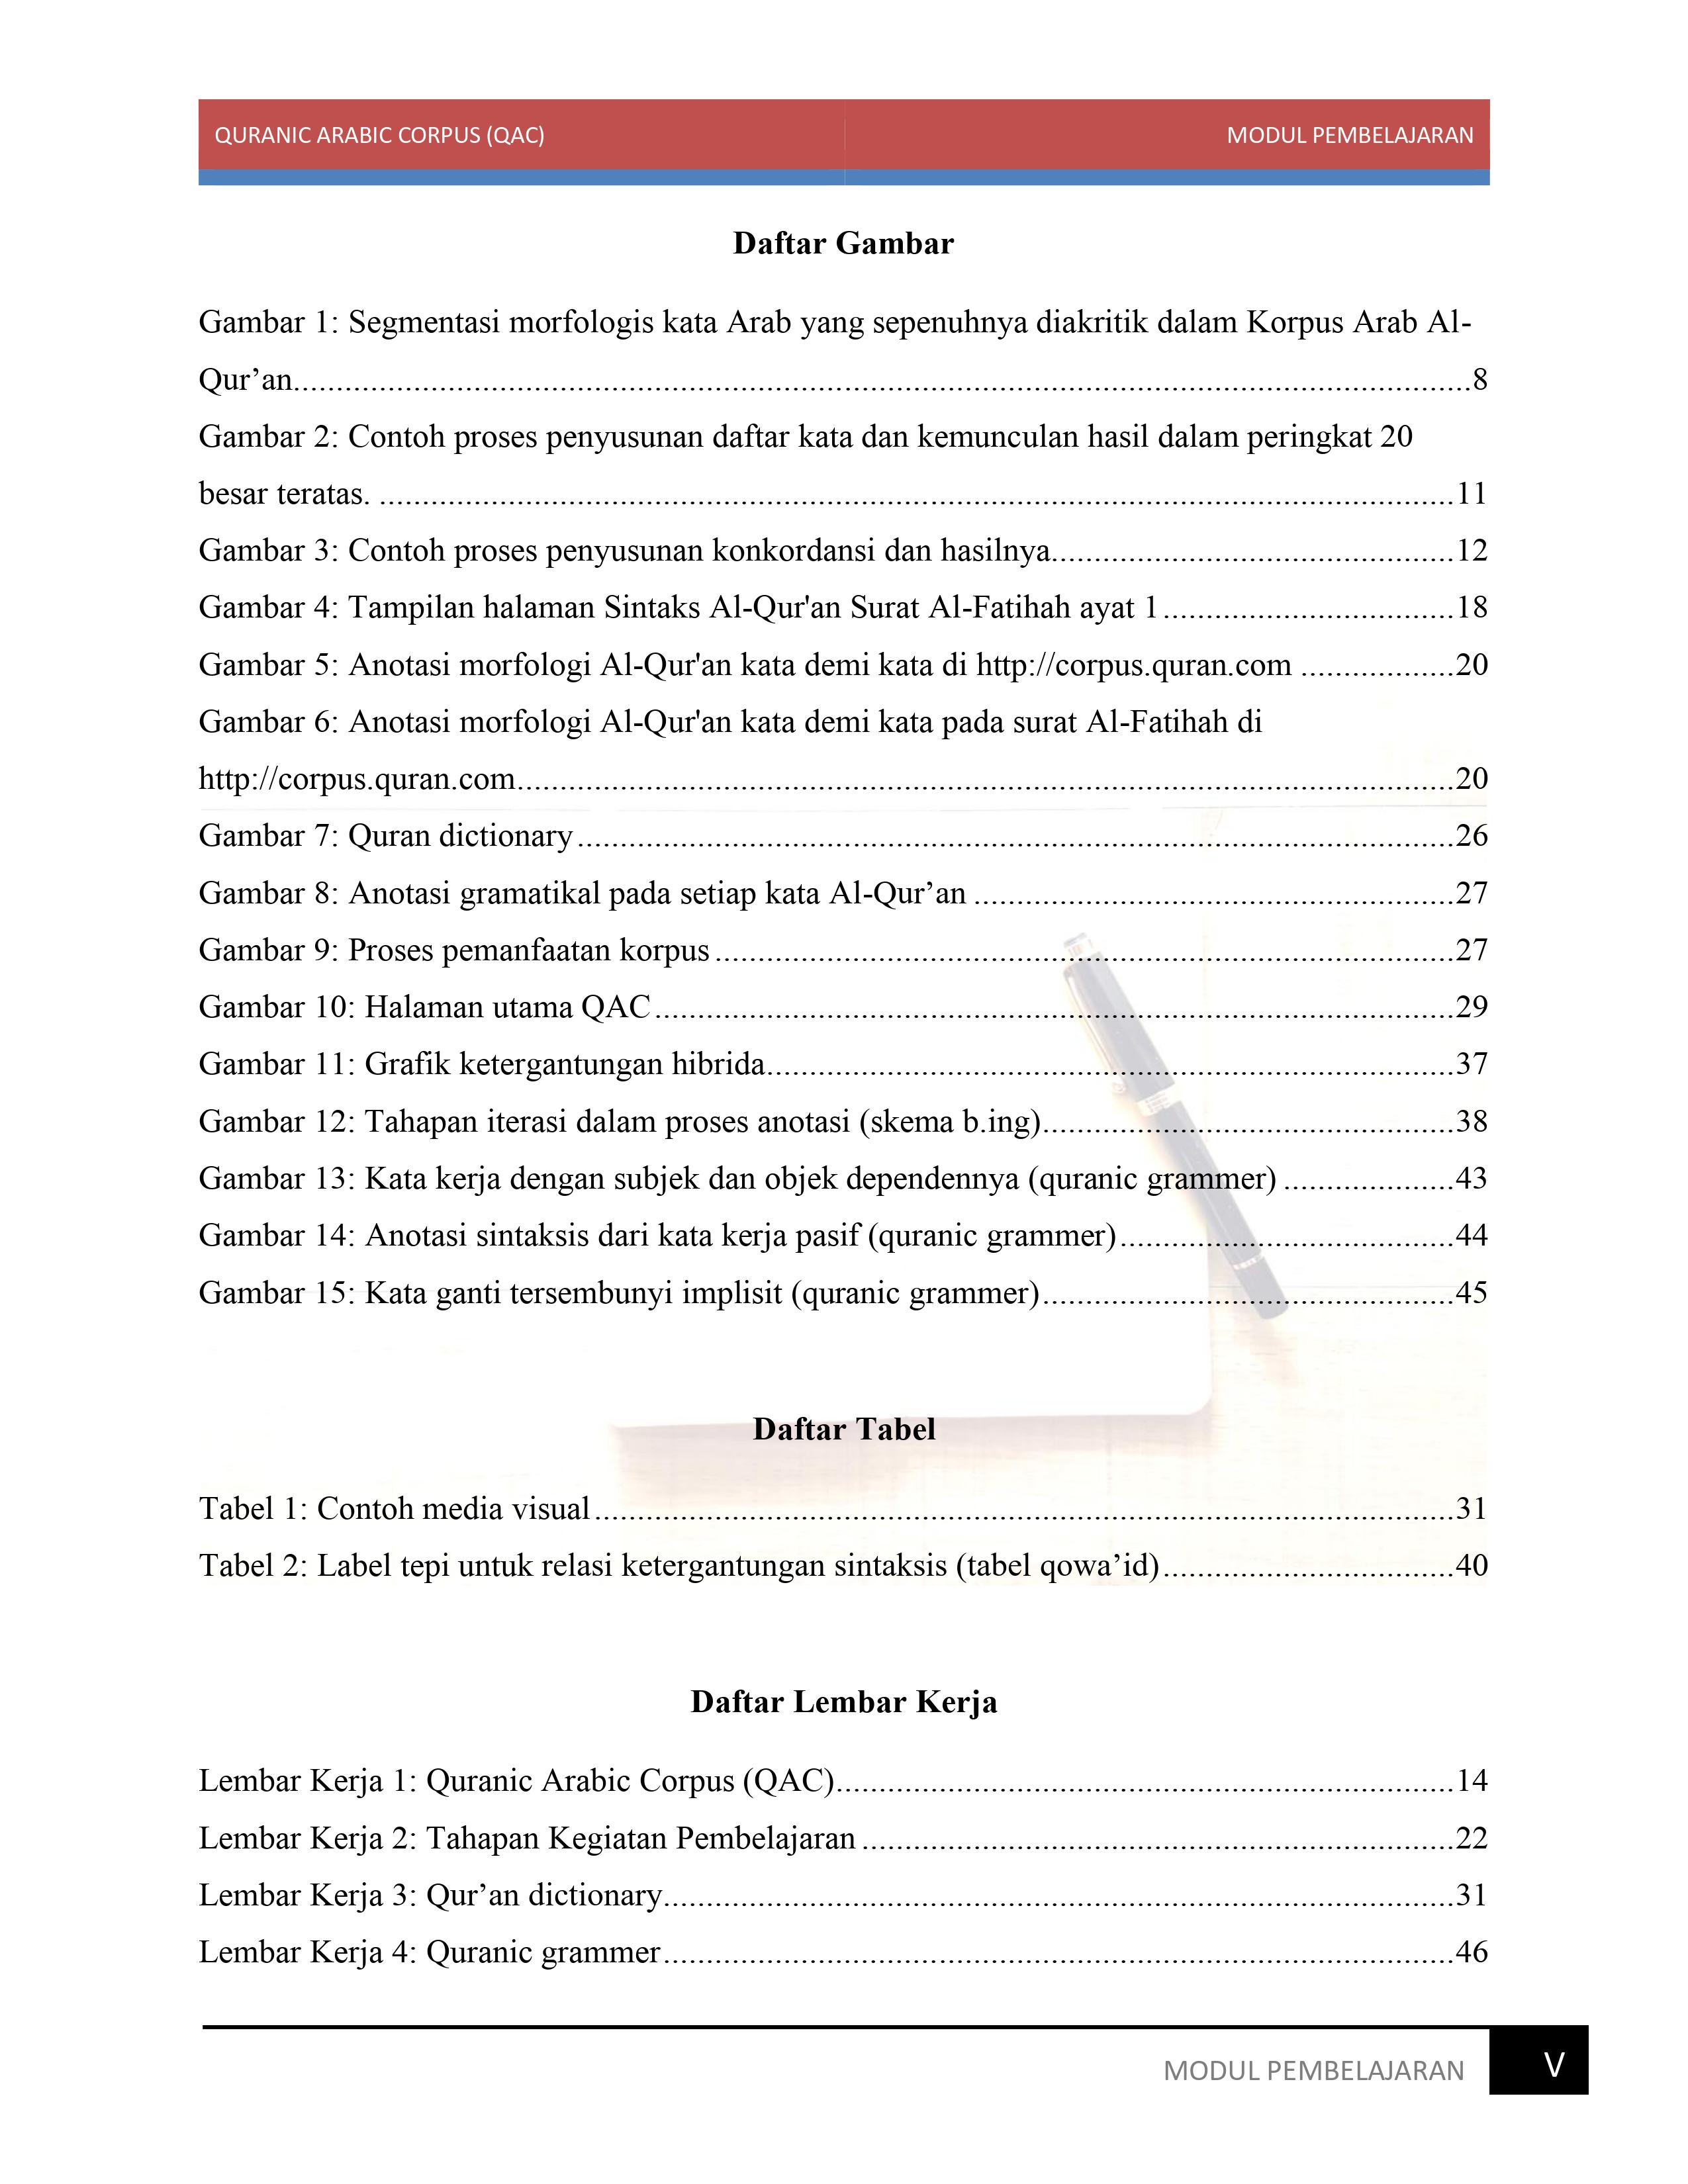 QURANIC ARABIC CORPUS (QAC) MODUL PEMBELAJARAN
Daftar Gambar
Gambar 1: Segmentasi morfologis kata Arab yang sepenuhnya diakritik dalam Korpus Arab Al-
Qur’an....................................................................................................................................8
Gambar 2: Contoh proses penyusunan daftar kata dan kemunculan hasil dalam peringkat 20
besar teratas. ........................................................................................................................11
Gambar 3: Contoh proses penyusunan konkordansi dan hasilnya.............................................12
Gambar 4: Tampilan halaman Sintaks Al-Qur'an Surat Al-Fatihah ayat 1.................................18
Gambar 5: Anotasi morfologi Al-Qur'an kata demi kata di http://corpus.quran.com .................20
Gambar 6: Anotasi morfologi Al-Qur'an kata demi kata pada surat Al-Fatihah di
http://corpus.quran.com.........................................................................................................20
Gambar 7: Quran dictionary..................................................................................................26
Gambar 8: Anotasi gramatikal pada setiap kata Al-Qur’an ......................................................27
Gambar 9: Proses pemanfaatan korpus...................................................................................27
Gambar 10: Halaman utama QAC..........................................................................................29
Gambar 11: Grafik ketergantungan hibrida.............................................................................37
Gambar 12: Tahapan iterasi dalam proses anotasi (skema b.ing)..............................................38
Gambar 13: Kata kerja dengan subjek dan objek dependennya (quranic grammer) ...................43
Gambar 14: Anotasi sintaksis dari kata kerja pasif (quranic grammer)......................................44
Gambar 15: Kata ganti tersembunyi implisit (quranic grammer)..............................................45
Daftar Tabel
Tabel 1: Contoh media visual................................................................................................31
Tabel 2: Label tepi untuk relasi ketergantungan sintaksis (tabel qowa’id).................................40
Daftar Lembar Kerja
Lembar Kerja 1: Quranic Arabic Corpus (QAC).....................................................................14
Lembar Kerja 2: Tahapan Kegiatan Pembelajaran ..................................................................22
Lembar Kerja 3: Qur’an dictionary........................................................................................31
Lembar Kerja 4: Quranic grammer........................................................................................46
MODUL PEMBELAJARAN V